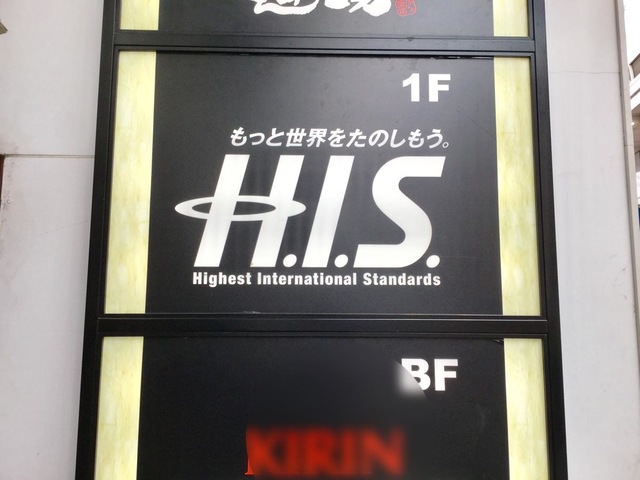 1F
もっと世界をたのしもう。
H.I.S.
Highest International Standards
BF
KIRIN